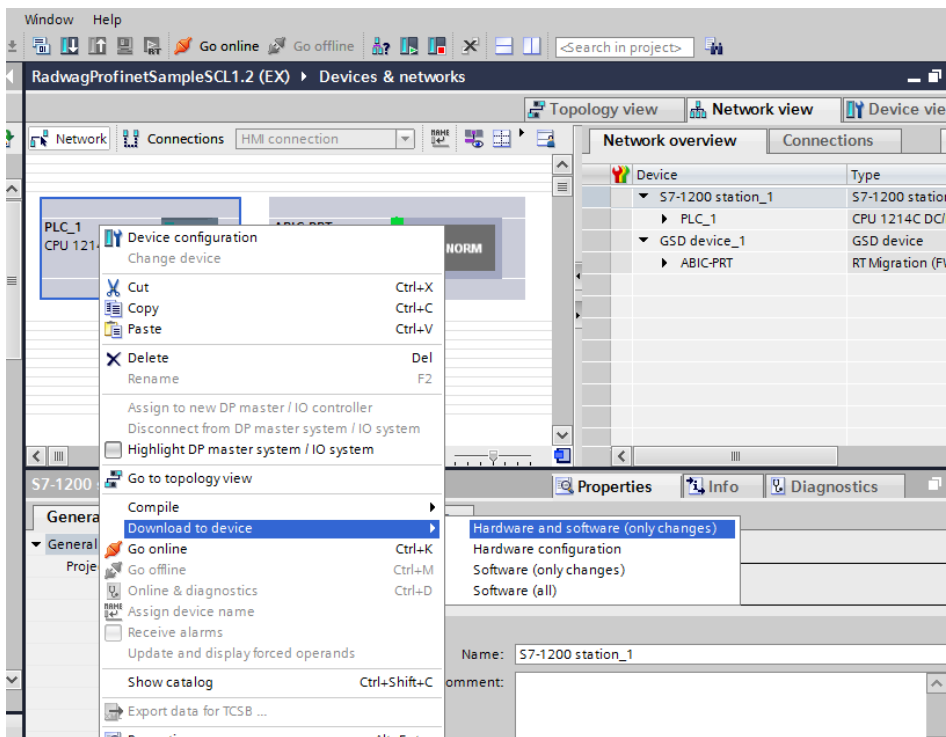 Window Help
Go online Go offline <Search in project>
RadwagProfinetSampleSCL1.2 (EX) ▸ Devices & networks
Topology view Network view Device vie
Network Connections HMI connection
Network overview Connections
Device Type
S7-1200 station_1 S7-1200 station
PLC_1 CPU 1214C DC/
GSD device_1 GSD device
ABIC-PRT RT Migration (FW
PLC_1
CPU 121
NORM
Device configuration
Change device
Cut Ctrl+X
Copy Ctrl+C
Paste Ctrl+V
Delete Del
Rename F2
Assign to new DP master / IO controller
Disconnect from DP master system / IO system
Highlight DP master system / IO system
Go to topology view
Compile
Download to device
Go online Ctrl+K
Go offline Ctrl+M
Online & diagnostics Ctrl+D
Assign device name
Receive alarms
Update and display forced operands
Show catalog Ctrl+Shift+C
Export data for TCSB ...
Hardware and software (only changes)
Hardware configuration
Software (only changes)
Software (all)
S7-1200
Properties Info Diagnostics
Genera
General
Proje
Name: S7-1200 station_1
omment: